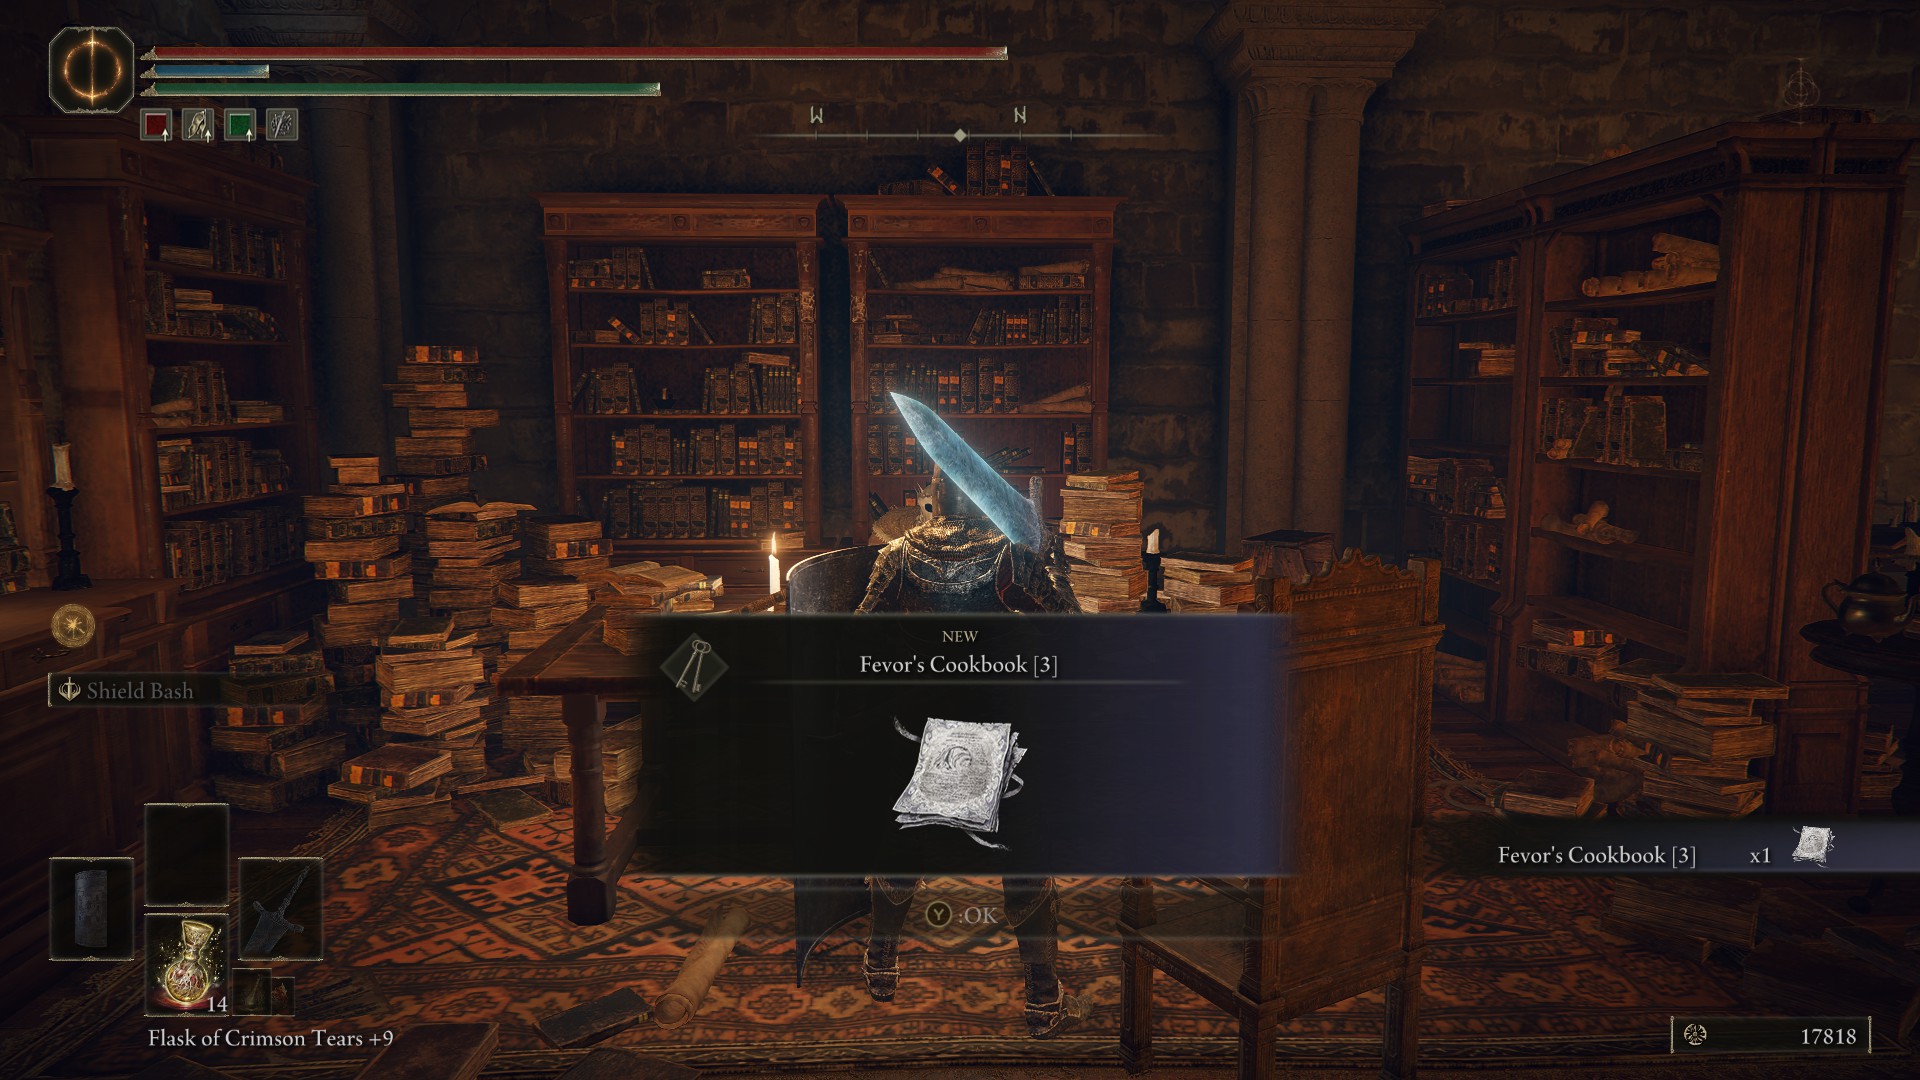 W
N
Shield Bash
NEW
Fevor's Cookbook [3]
Fevor's Cookbook [3] x1
Y :OK
14
Flask of Crimson Tears +9
17818